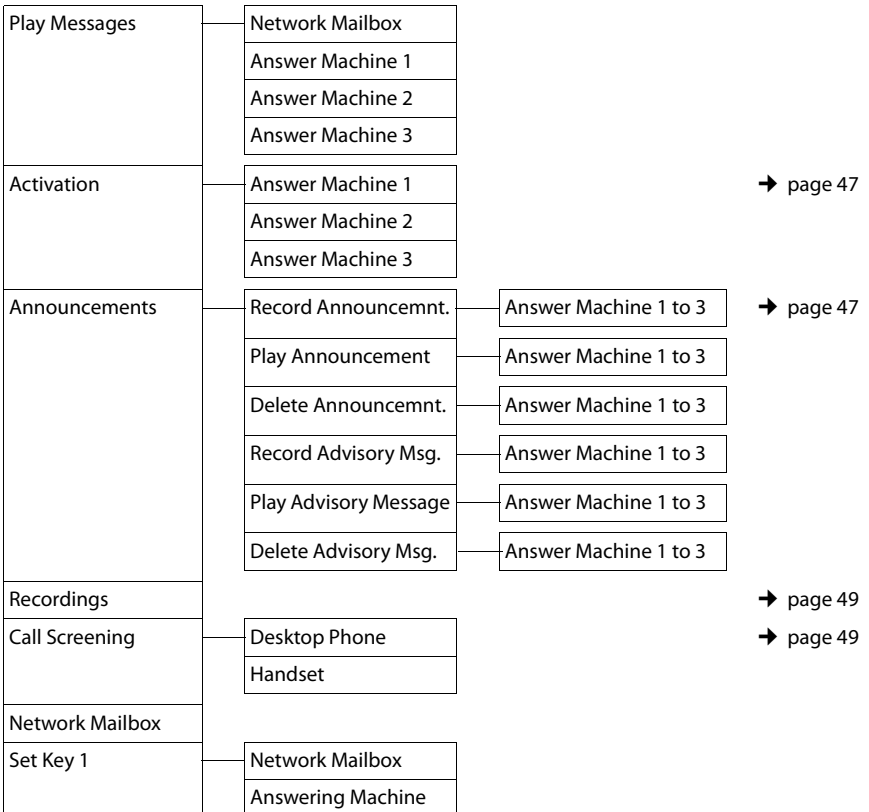 Play Messages Network Mailbox
Answer Machine 1
Answer Machine 2
Answer Machine 3
Activation Answer Machine 1 → page 47
Answer Machine 2
Answer Machine 3
Announcements Record Announcemnt. Answer Machine 1 to 3 → page 47
Play Announcement Answer Machine 1 to 3
Delete Announcemnt. Answer Machine 1 to 3
Record Advisory Msg. Answer Machine 1 to 3
Play Advisory Message Answer Machine 1 to 3
Delete Advisory Msg. Answer Machine 1 to 3
Recordings → page 49
Call Screening Desktop Phone → page 49
Handset
Network Mailbox
Set Key 1 Network Mailbox
Answering Machine